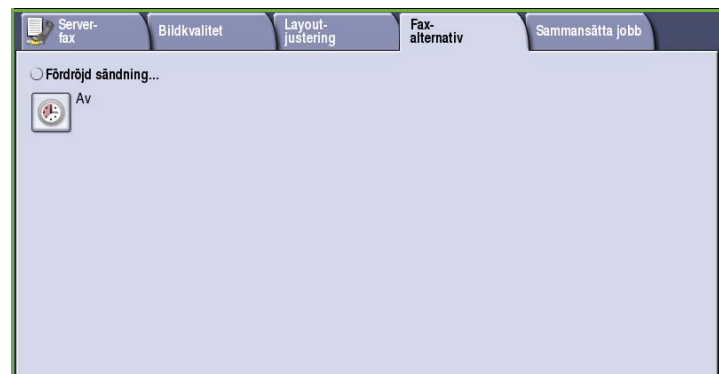 Server-
fax
Bildkvalitet
Layout-
justering
Fax-
alternativ
Sammansätta jobb
Fördröjd sändning...
Av